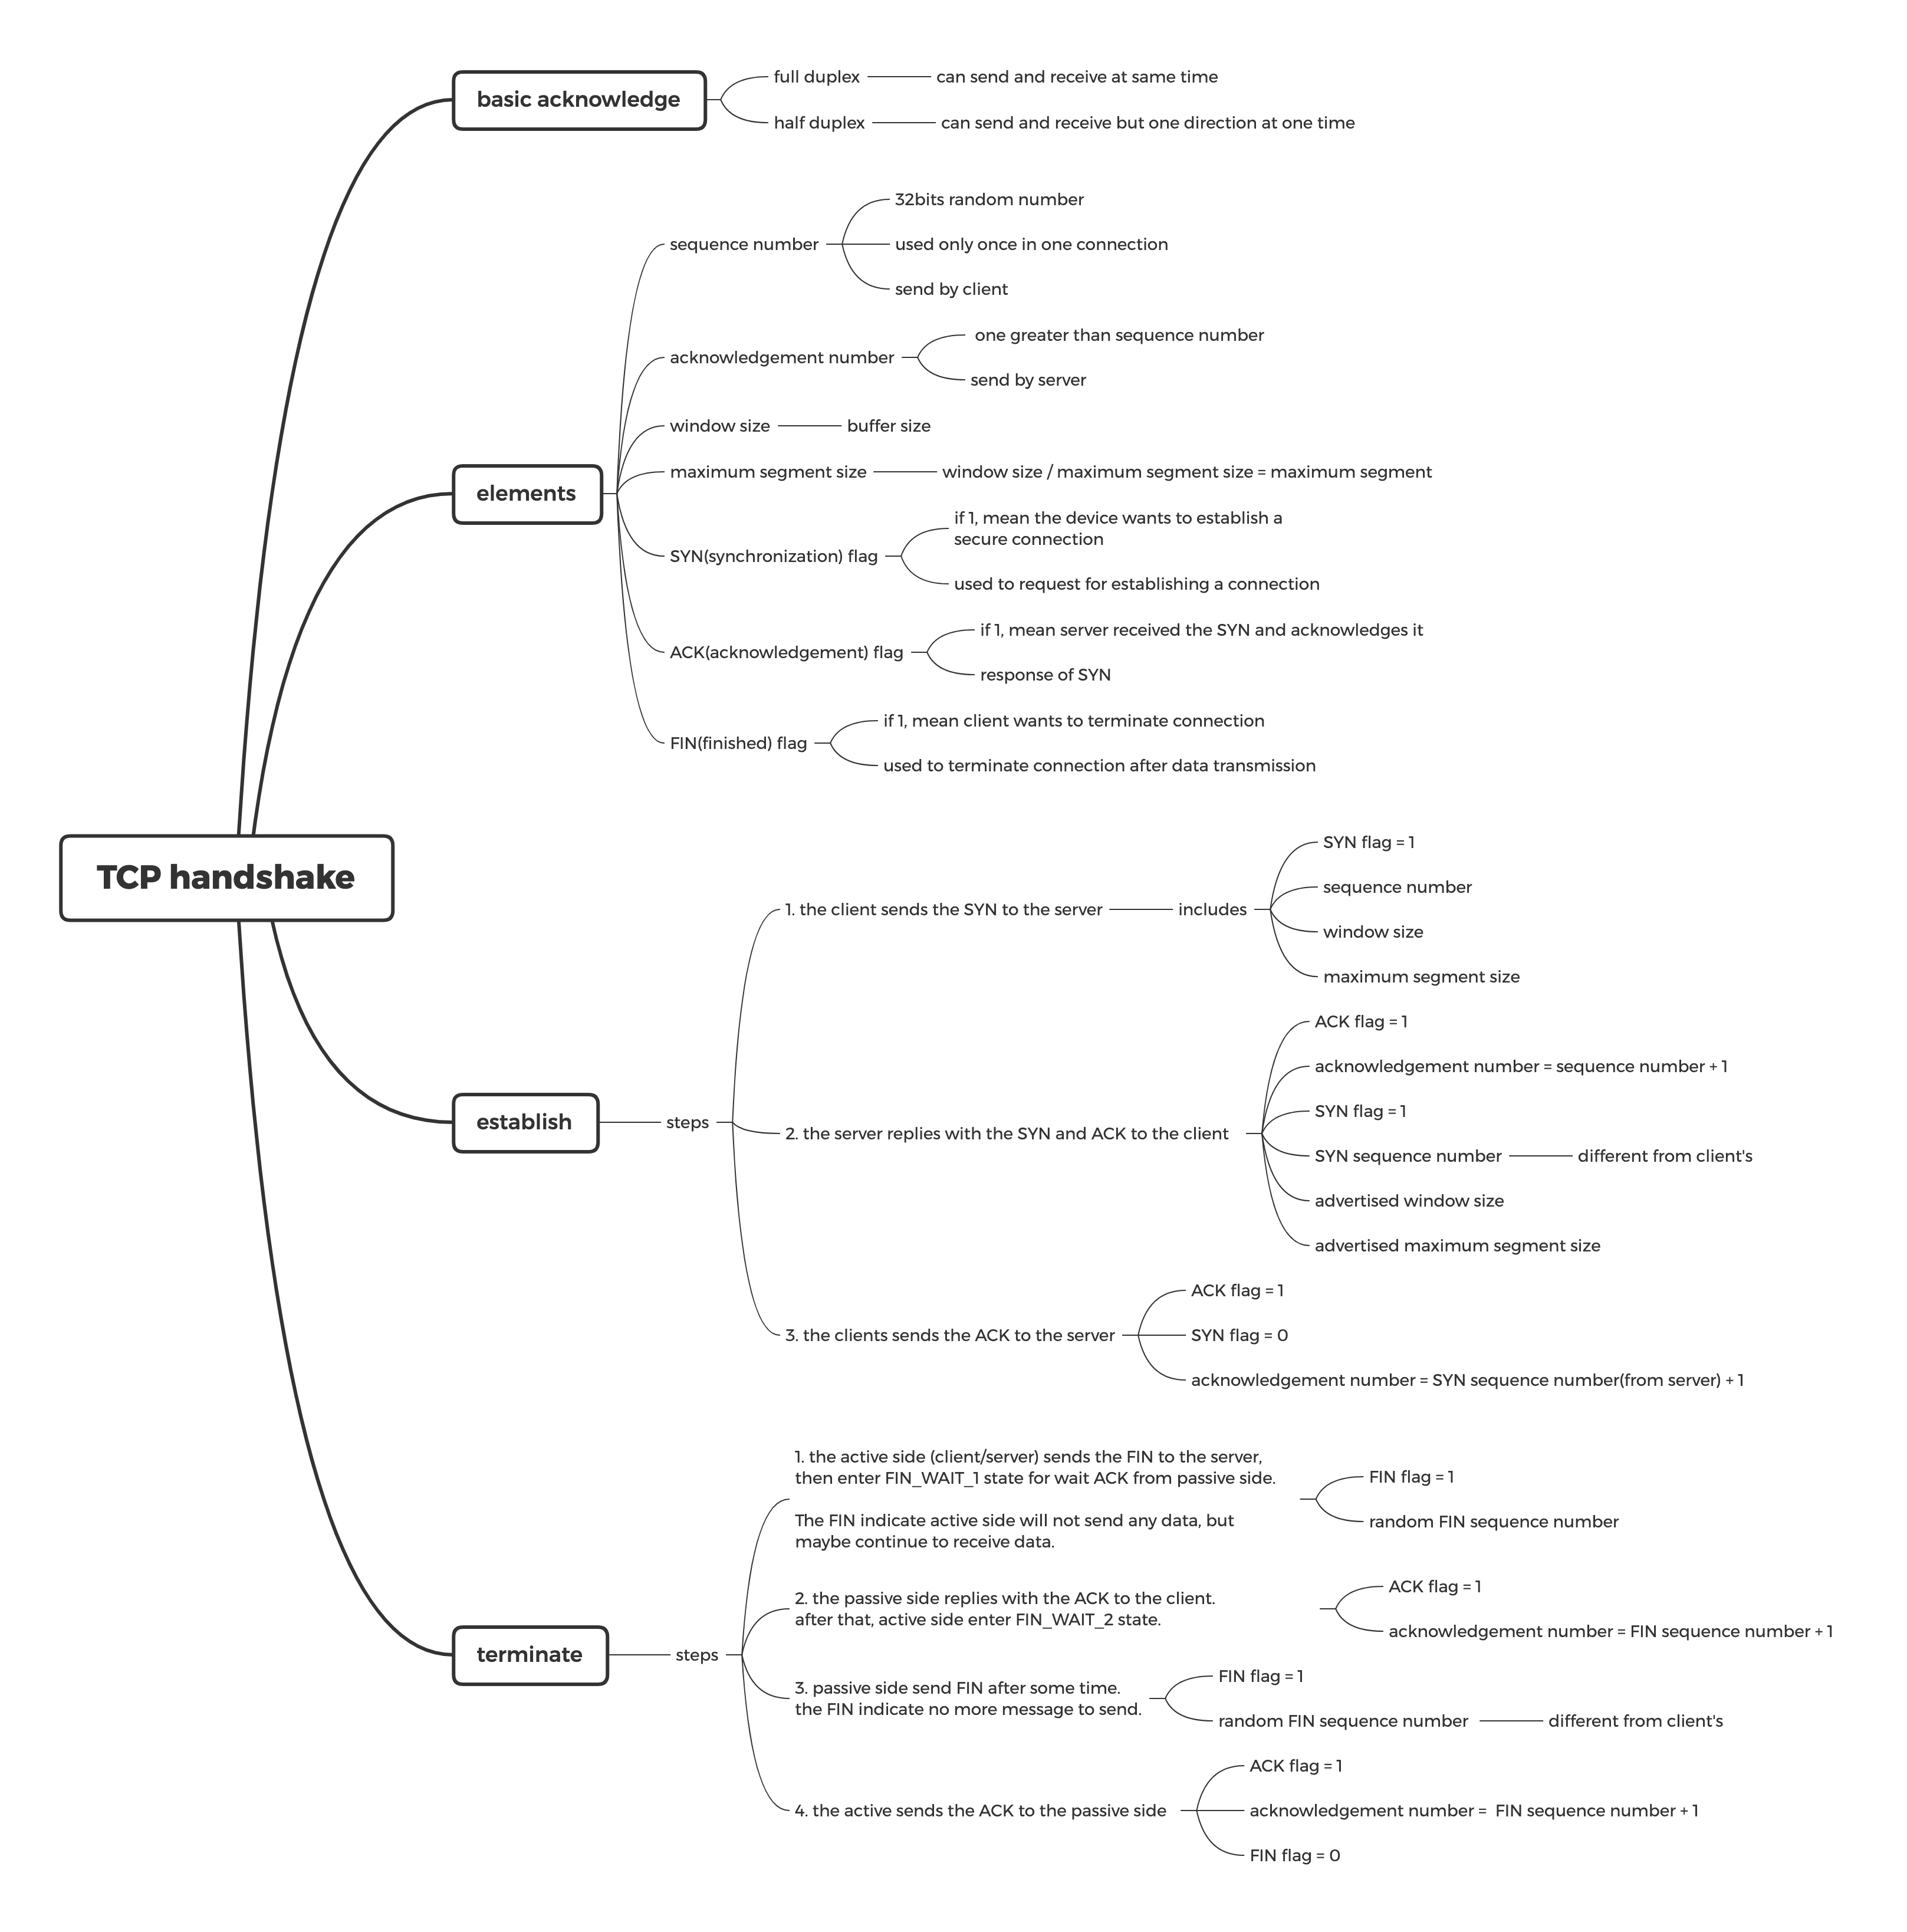 basic acknowledge
full duplex
can send and receive at same time
half duplex
can send and receive but one direction at one time
elements
sequence number
32bits random number
used only once in one connection
send by client
acknowledgement number
one greater than sequence number
send by server
window size
buffer size
maximum segment size
window size / maximum segment size = maximum segment
SYN(synchronization) flag
if 1, mean the device wants to establish a
secure connection
used to request for establishing a connection
ACK(acknowledgement) flag
if 1, mean server received the SYN and acknowledges it
response of SYN
FIN(finished) flag
if 1, mean client wants to terminate connection
used to terminate connection after data transmission
TCP handshake
establish
steps
1. the client sends the SYN to the server
includes
SYN flag = 1
sequence number
window size
maximum segment size
2. the server replies with the SYN and ACK to the client
ACK flag = 1
acknowledgement number = sequence number + 1
SYN flag = 1
SYN sequence number
different from client's
advertised window size
advertised maximum segment size
3. the clients sends the ACK to the server
ACK flag = 1
SYN flag = 0
acknowledgement number = SYN sequence number(from server) + 1
terminate
steps
1. the active side (client/server) sends the FIN to the server,
then enter FIN_WAIT_1 state for wait ACK from passive side.
The FIN indicate active side will not send any data, but
maybe continue to receive data.
FIN flag = 1
random FIN sequence number
2. the passive side replies with the ACK to the client.
after that, active side enter FIN_WAIT_2 state.
ACK flag = 1
acknowledgement number = FIN sequence number + 1
3. passive side send FIN after some time.
the FIN indicate no more message to send.
FIN flag = 1
random FIN sequence number
different from client's
4. the active sends the ACK to the passive side
ACK flag = 1
acknowledgement number =  FIN sequence number + 1
FIN flag = 0